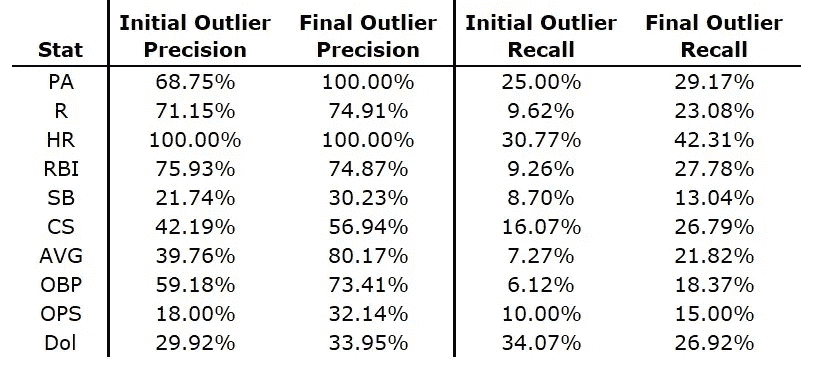 Initial Outlier Final Outlier Initial Outlier Final Outlier
Stat Precision Precision Recall Recall
PA 68.75% 100.00% 25.00% 29.17%
R 71.15% 74.91% 9.62% 23.08%
HR 100.00% 100.00% 30.77% 42.31%
RBI 75.93% 74.87% 9.26% 27.78%
SB 21.74% 30.23% 8.70% 13.04%
CS 42.19% 56.94% 16.07% 26.79%
AVG 39.76% 80.17% 7.27% 21.82%
OBP 59.18% 73.41% 6.12% 18.37%
OPS 18.00% 32.14% 10.00% 15.00%
Dol 29.92% 33.95% 34.07% 26.92%